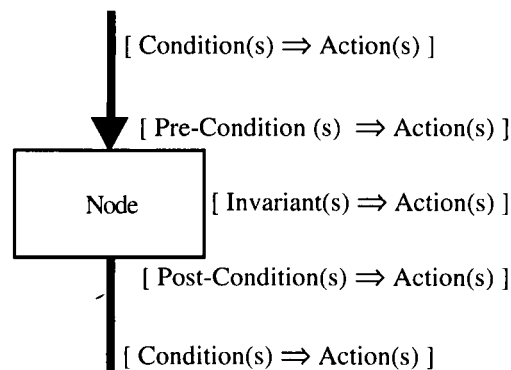 [ Condition(s) ⇒ Action(s) ]
[ Pre-Condition (s) ⇒ Action(s) ]
Node
[ Invariant(s) ⇒ Action(s) ]
[ Post-Condition(s) ⇒ Action(s) ]
[ Condition(s) ⇒ Action(s) ]